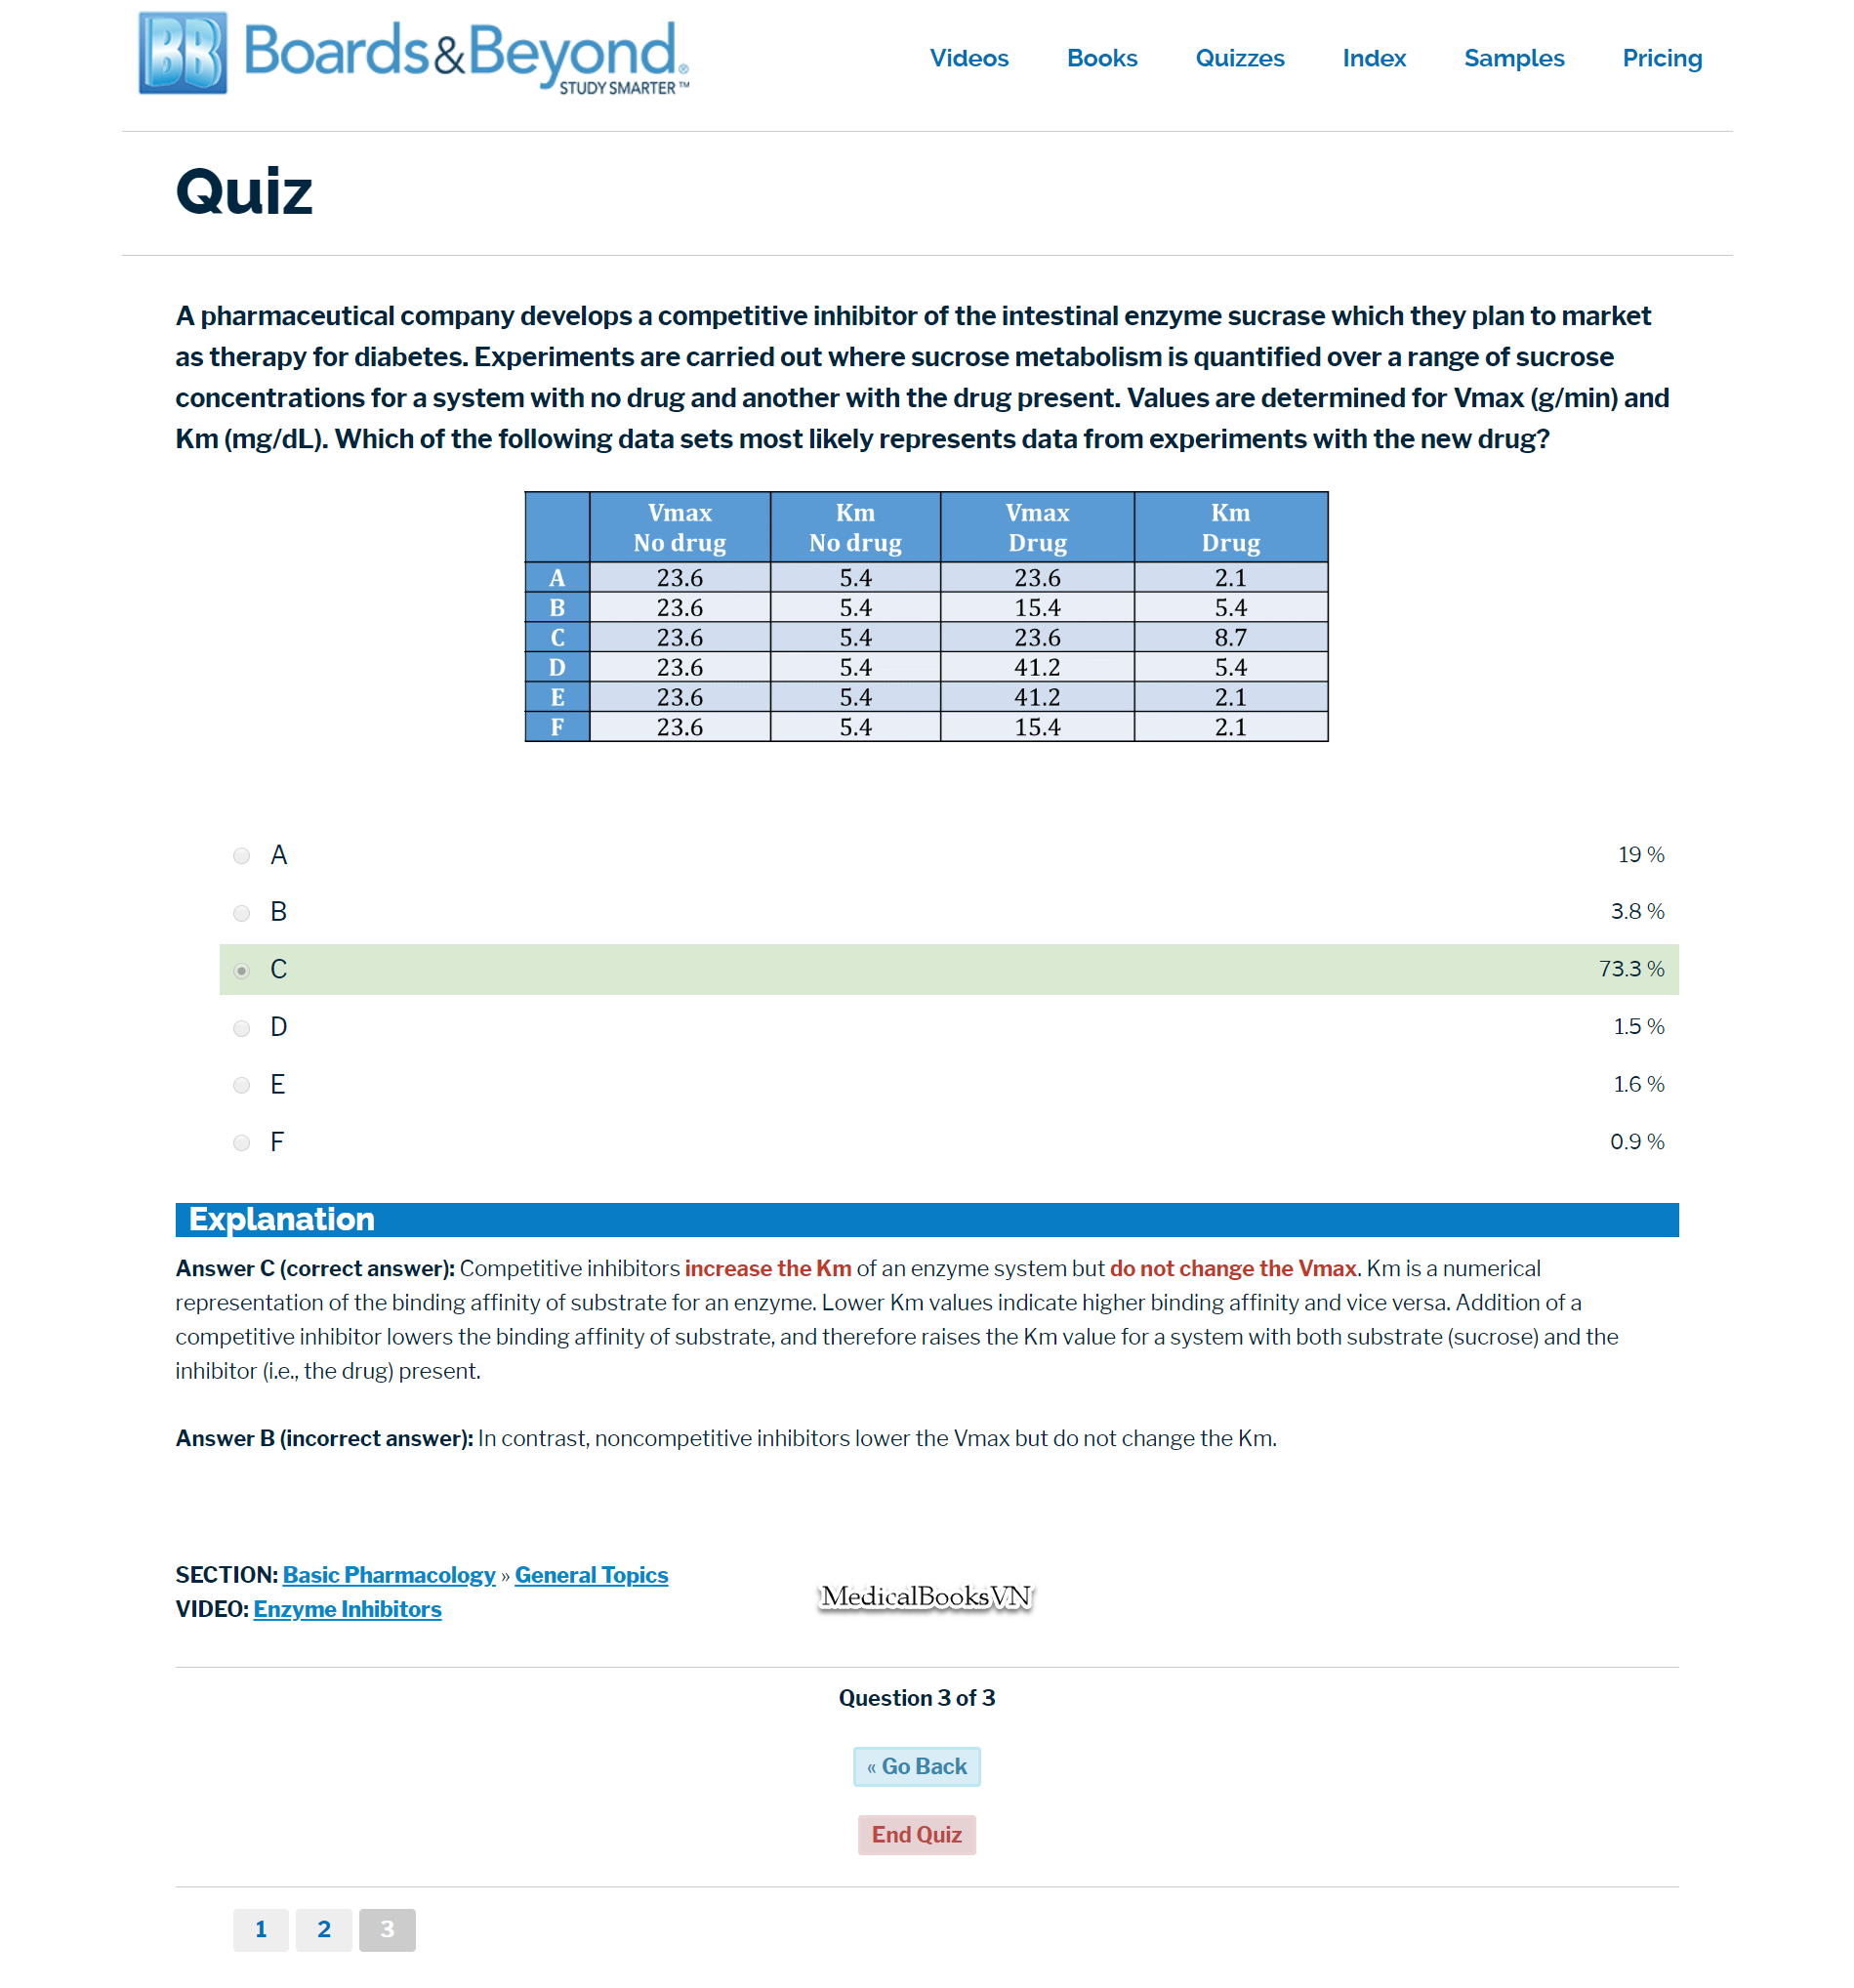 BB Boards&Beyond®
STUDY SMARTER™
Videos Books Quizzes Index Samples Pricing
Quiz
A pharmaceutical company develops a competitive inhibitor of the intestinal enzyme sucrase which they plan to market
as therapy for diabetes. Experiments are carried out where sucrose metabolism is quantified over a range of sucrose
concentrations for a system with no drug and another with the drug present. Values are determined for Vmax (g/min) and
Km (mg/dL). Which of the following data sets most likely represents data from experiments with the new drug?
Vmax Km Vmax Km
No drug No drug Drug Drug
A 23.6 5.4 23.6 2.1
B 23.6 5.4 15.4 5.4
C 23.6 5.4 23.6 8.7
D 23.6 5.4 41.2 5.4
E 23.6 5.4 41.2 2.1
F 23.6 5.4 15.4 2.1
A 19 %
B 3.8 %
C 73.3 %
D 1.5 %
E 1.6 %
F 0.9 %
Explanation
Answer C (correct answer): Competitive inhibitors increase the Km of an enzyme system but do not change the Vmax. Km is a numerical
representation of the binding affinity of substrate for an enzyme. Lower Km values indicate higher binding affinity and vice versa. Addition of a
competitive inhibitor lowers the binding affinity of substrate, and therefore raises the Km value for a system with both substrate (sucrose) and the
inhibitor (i.e., the drug) present.
Answer B (incorrect answer): In contrast, noncompetitive inhibitors lower the Vmax but do not change the Km.
SECTION: Basic Pharmacology » General Topics
VIDEO: Enzyme Inhibitors
MedicalBooksVN
Question 3 of 3
« Go Back
End Quiz
1 2 3